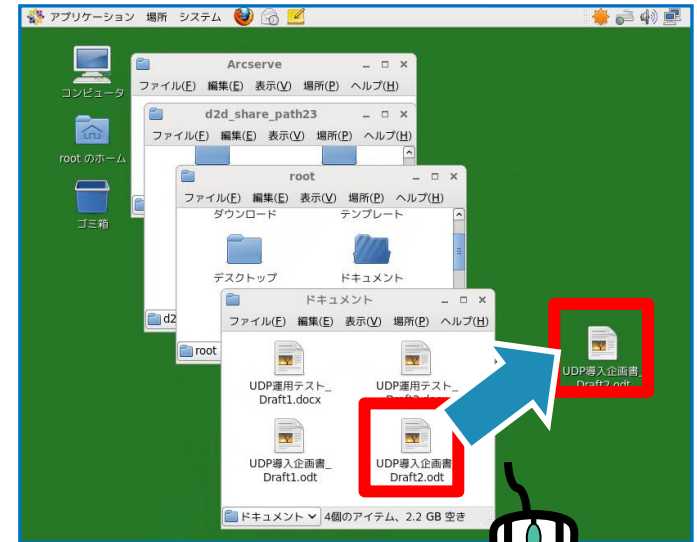 アプリケーション 場所 システム
コンピュータ
root のホーム
ゴミ箱
Arcserve
ファイル(F) 編集(E) 表示(V) 場所(P) ヘルプ(H)
d2d_share_path23
ファイル(F) 編集(E) 表示(V) 場所(P) ヘルプ(H)
d2
root
ファイル(F) 編集(E) 表示(V) 場所(P) ヘルプ(H)
ダウンロード テンプレート
デスクトップ ドキュメント
root
ドキュメント
ファイル(F) 編集(E) 表示(V) 場所(P) ヘルプ(H)
UDP運用テスト_ UDP運用テスト_
Draft1.docx Draft2.docx
UDP導入企画書_ UDP導入企画書
Draft1.odt Draft2.odt
ドキュメント 4個のアイテム、2.2 GB 空き
UDP導入企画書_
Draft2.odt